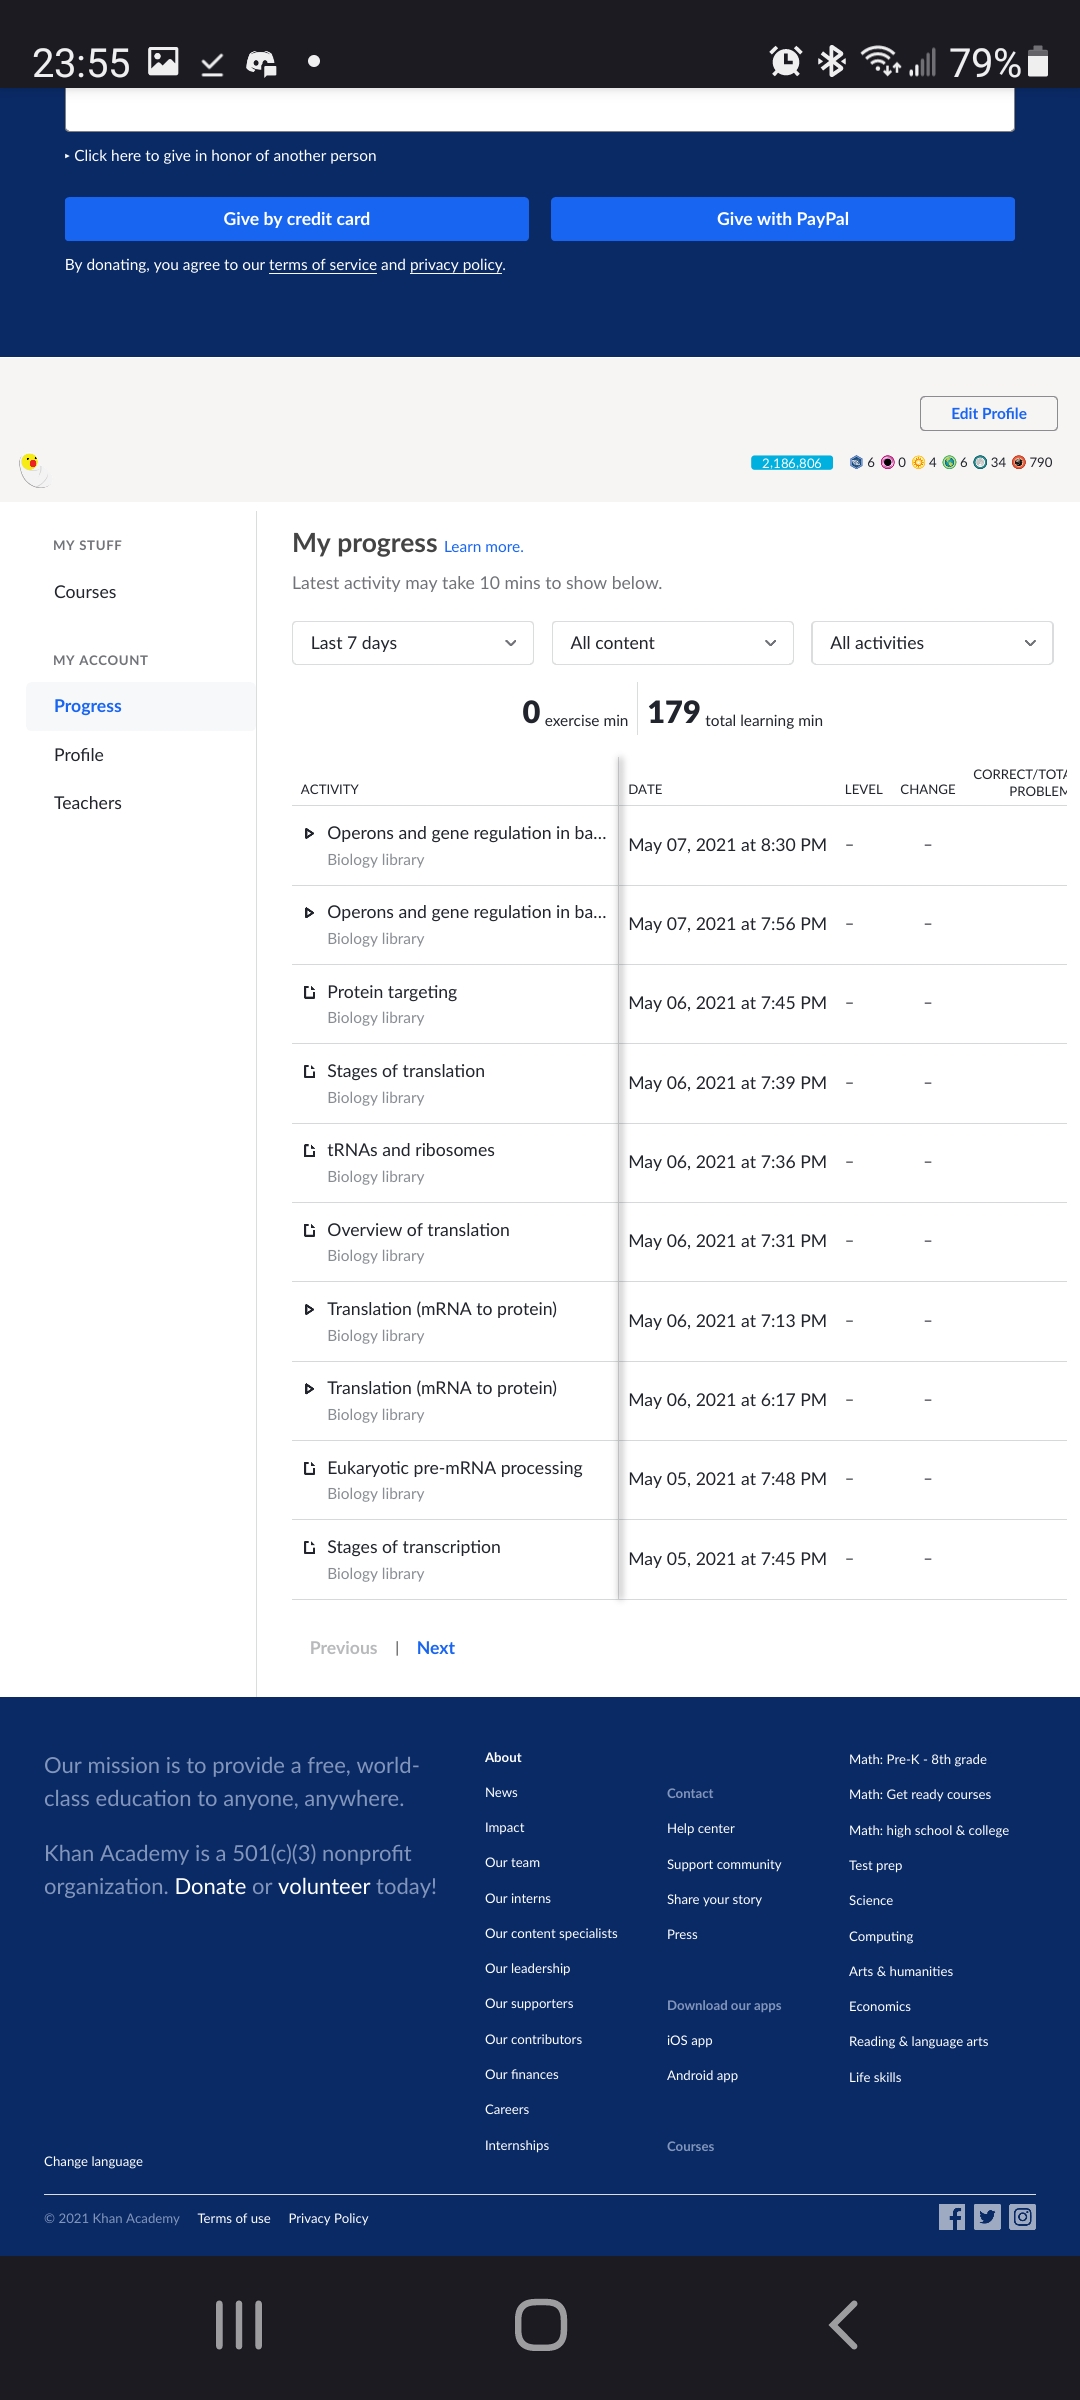 23:55
79%
‣ Click here to give in honor of another person
Give by credit card
Give with PayPal
By donating, you agree to our terms of service and privacy policy.
Edit Profile
2,186,806 6 0 4 6 34 790
MY STUFF
Courses
MY ACCOUNT
Progress
Profile
Teachers
My progress Learn more.
Latest activity may take 10 mins to show below.
Last 7 days
All content
All activities
0 exercise min
179 total learning min
ACTIVITY DATE LEVEL CHANGE CORRECT/TOTA
PROBLEM
Operons and gene regulation in ba...
Biology library
May 07, 2021 at 8:30 PM – –
Operons and gene regulation in ba...
Biology library
May 07, 2021 at 7:56 PM – –
Protein targeting
Biology library
May 06, 2021 at 7:45 PM – –
Stages of translation
Biology library
May 06, 2021 at 7:39 PM – –
tRNAs and ribosomes
Biology library
May 06, 2021 at 7:36 PM – –
Overview of translation
Biology library
May 06, 2021 at 7:31 PM – –
Translation (mRNA to protein)
Biology library
May 06, 2021 at 7:13 PM – –
Translation (mRNA to protein)
Biology library
May 06, 2021 at 6:17 PM – –
Eukaryotic pre-mRNA processing
Biology library
May 05, 2021 at 7:48 PM – –
Stages of transcription
Biology library
May 05, 2021 at 7:45 PM – –
Previous | Next
Our mission is to provide a free, world-
class education to anyone, anywhere.
Khan Academy is a 501(c)(3) nonprofit
organization. Donate or volunteer today!
Change language
About
News
Impact
Our team
Our interns
Our content specialists
Our leadership
Our supporters
Our contributors
Our finances
Careers
Internships
Contact
Help center
Support community
Share your story
Press
Download our apps
iOS app
Android app
Courses
Math: Pre-K - 8th grade
Math: Get ready courses
Math: high school & college
Test prep
Science
Computing
Arts & humanities
Economics
Reading & language arts
Life skills
© 2021 Khan Academy Terms of use Privacy Policy